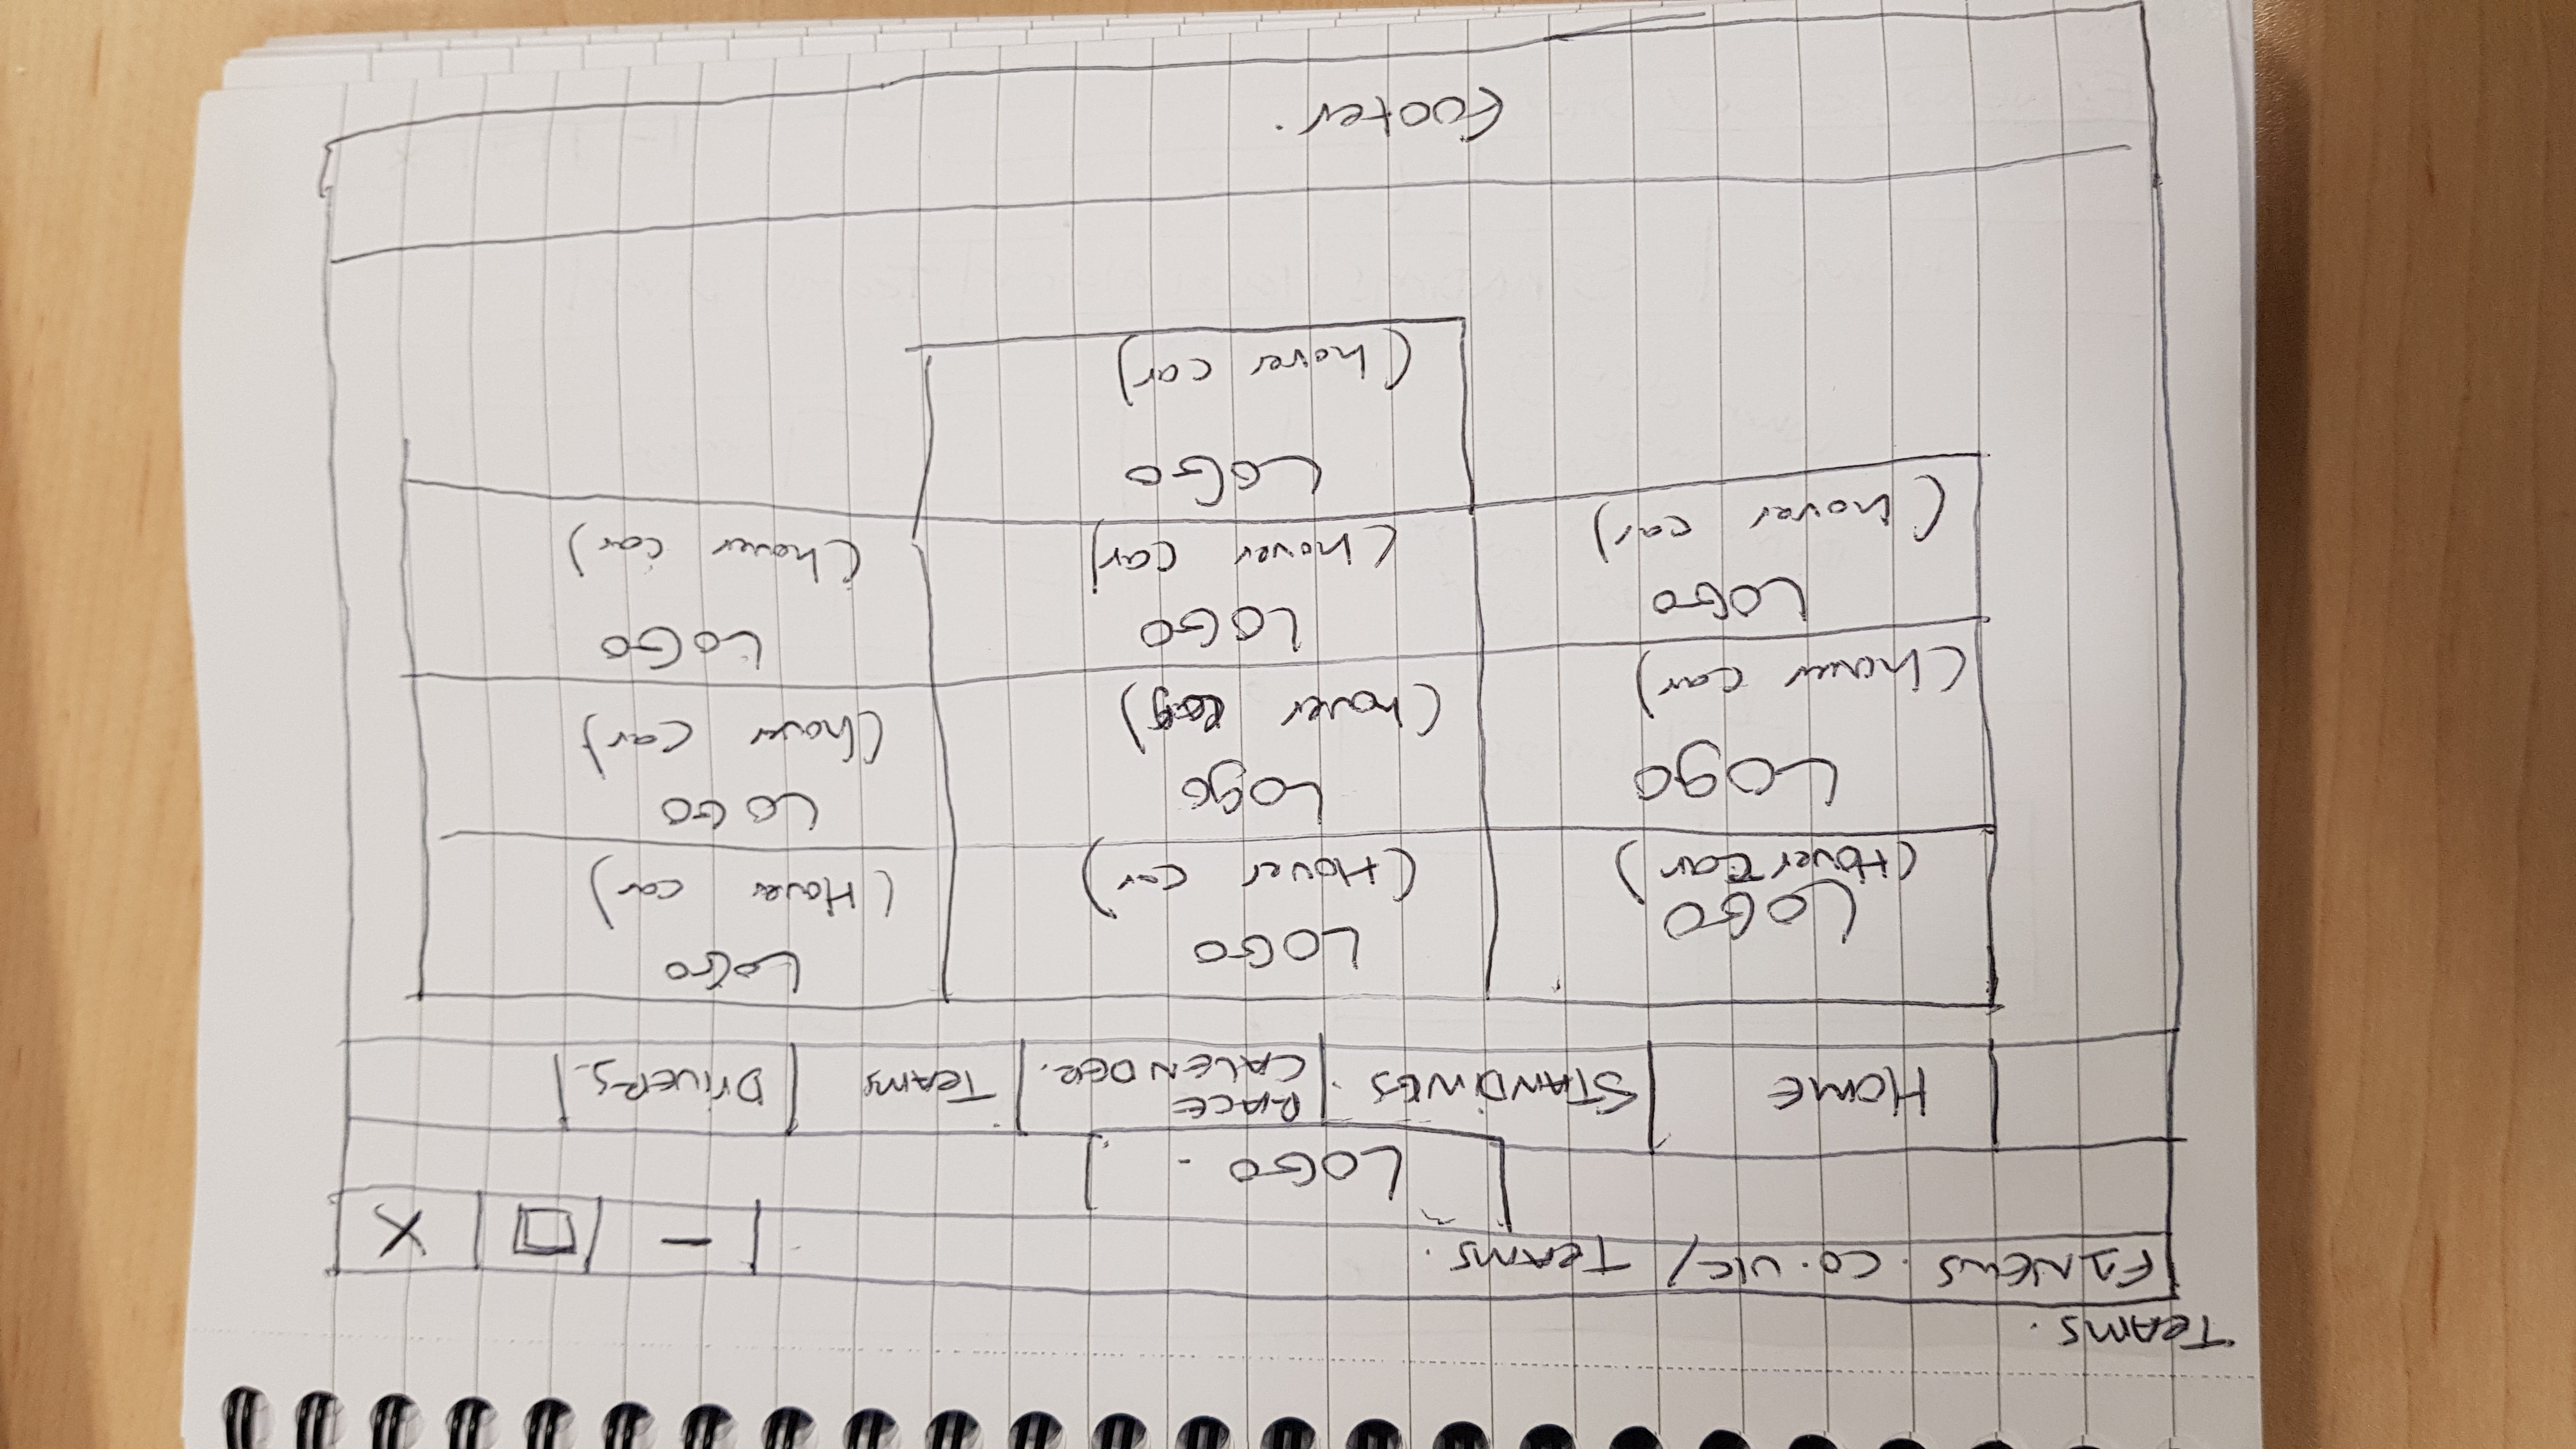 TEAMS.
F1NEWS.CO.UK/ TEAMS.
— □ X
LOGO.
HOME
STANDINGS.
RACE
CALENDER.
TEAMS
DRIVERS.
LOGO
(Hover car)
LOGO
(Hover car)
LOGO
(Hover car)
Logo
(hover car)
Logo
(hover
LOGO
(hover car)
LOGO
(hover car)
LOGO
(hover car)
LOGO
(hover car)
LOGO
(hover car)
footer.